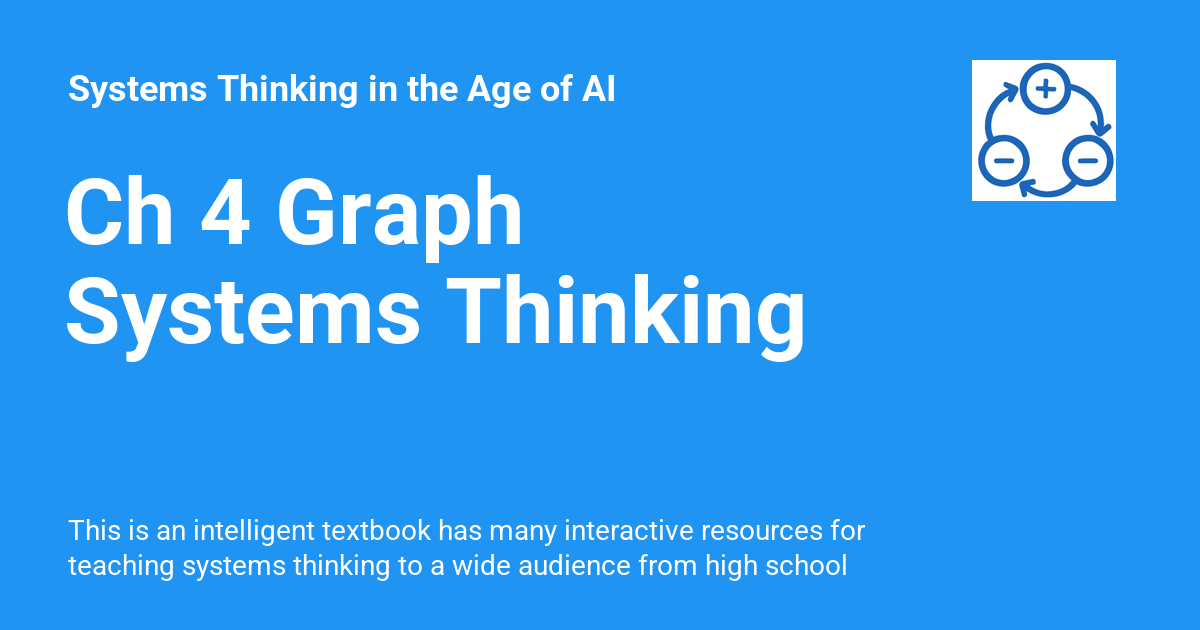 Systems Thinking in the Age of AI
Ch 4 Graph
Systems Thinking
This is an intelligent textbook has many interactive resources for
teaching systems thinking to a wide audience from high school